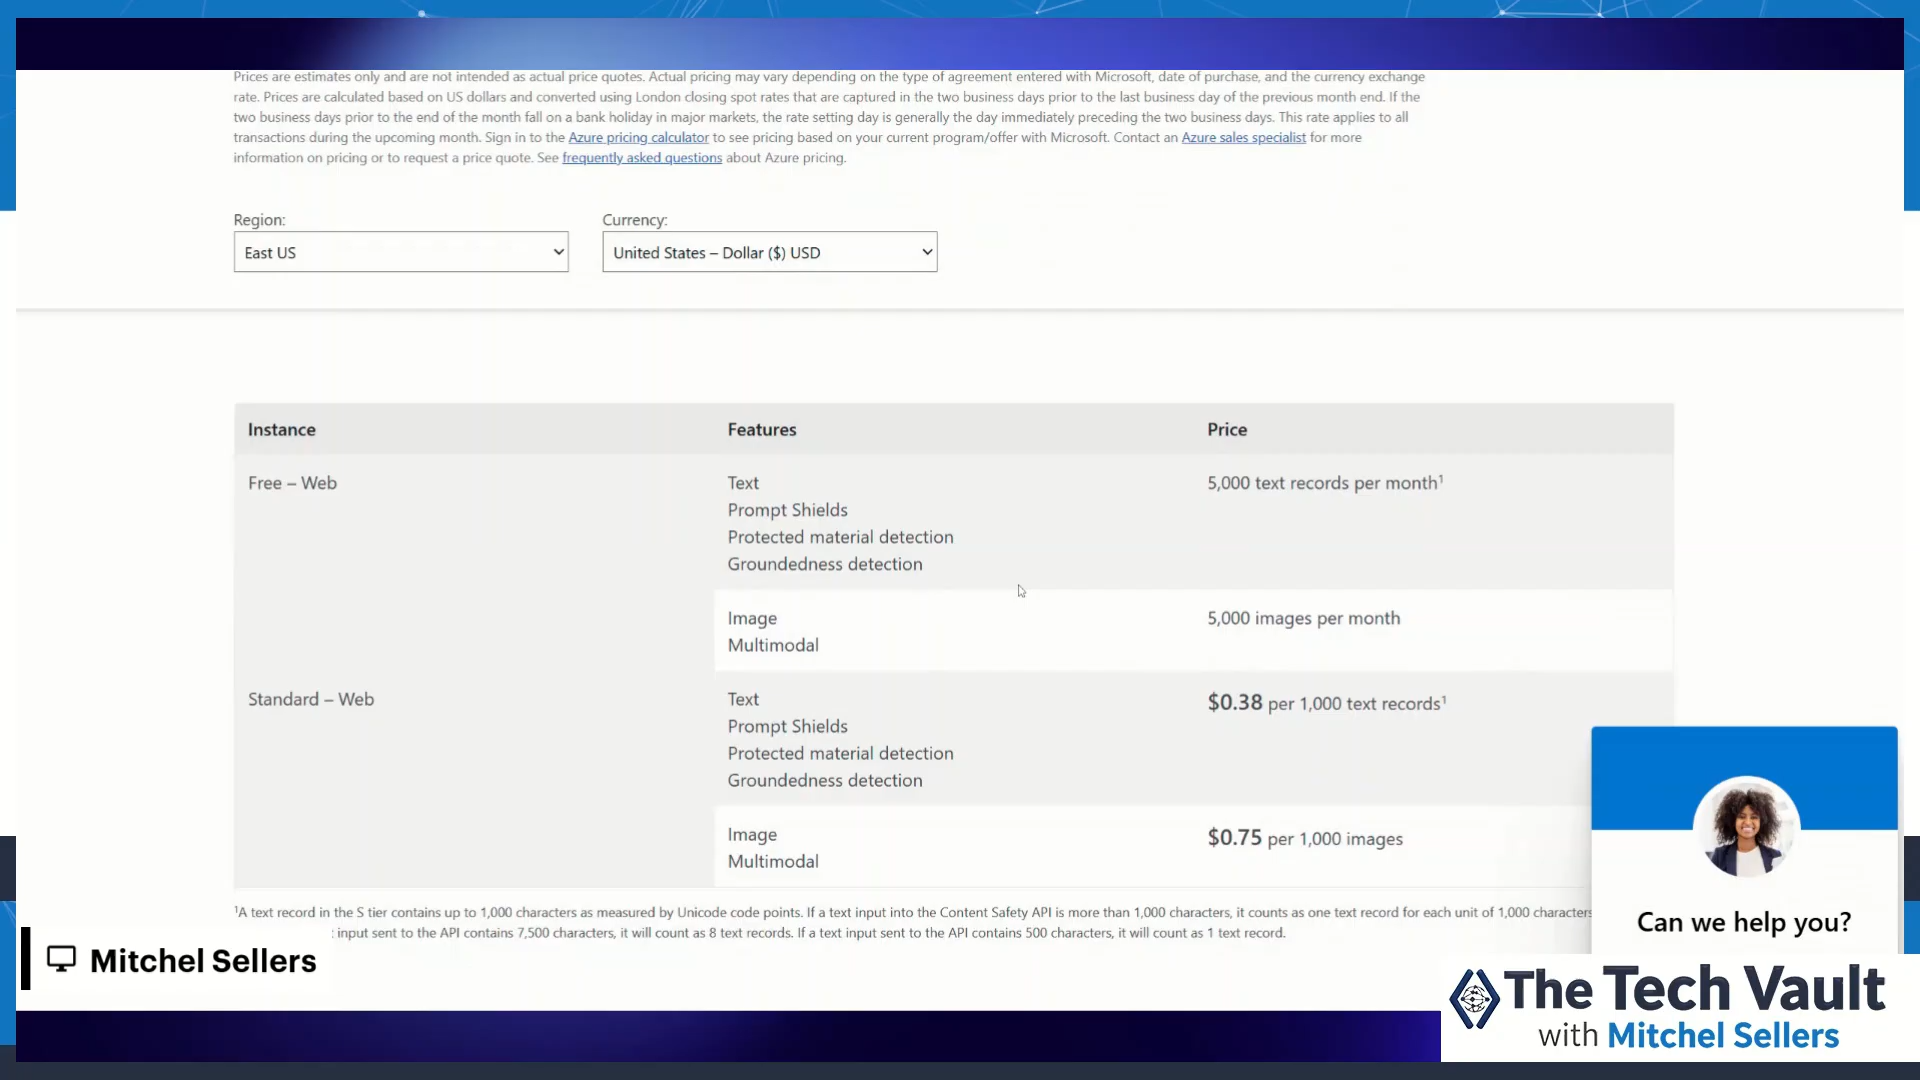 Prices are estimates only and are not intended as actual price quotes. Actual pricing may vary depending on the type of agreement entered with Microsoft, date of purchase, and the currency exchange
rate. Prices are calculated based on US dollars and converted using London closing spot rates that are captured in the two business days prior to the last business day of the previous month end. If the
two business days prior to the end of the month fall on a bank holiday in major markets, the rate setting day is generally the day immediately preceding the two business days. This rate applies to all
transactions during the upcoming month. Sign in to the Azure pricing calculator to see pricing based on your current program/offer with Microsoft. Contact an Azure sales specialist for more
information on pricing or to request a price quote. See frequently asked questions about Azure pricing.
Region: Currency:
East US United States – Dollar ($) USD
Instance Features Price
Free – Web Text 5,000 text records per month¹
Prompt Shields
Protected material detection
Groundedness detection
Image 5,000 images per month
Multimodal
Standard – Web Text $0.38 per 1,000 text records¹
Prompt Shields
Protected material detection
Groundedness detection
Image $0.75 per 1,000 images
Multimodal
¹A text record in the S tier contains up to 1,000 characters as measured by Unicode code points. If a text input into the Content Safety API is more than 1,000 characters, it counts as one text record for each unit of 1,000 characters
input sent to the API contains 7,500 characters, it will count as 8 text records. If a text input sent to the API contains 500 characters, it will count as 1 text record.
Can we help you?
Mitchel Sellers
The Tech Vault
with Mitchel Sellers